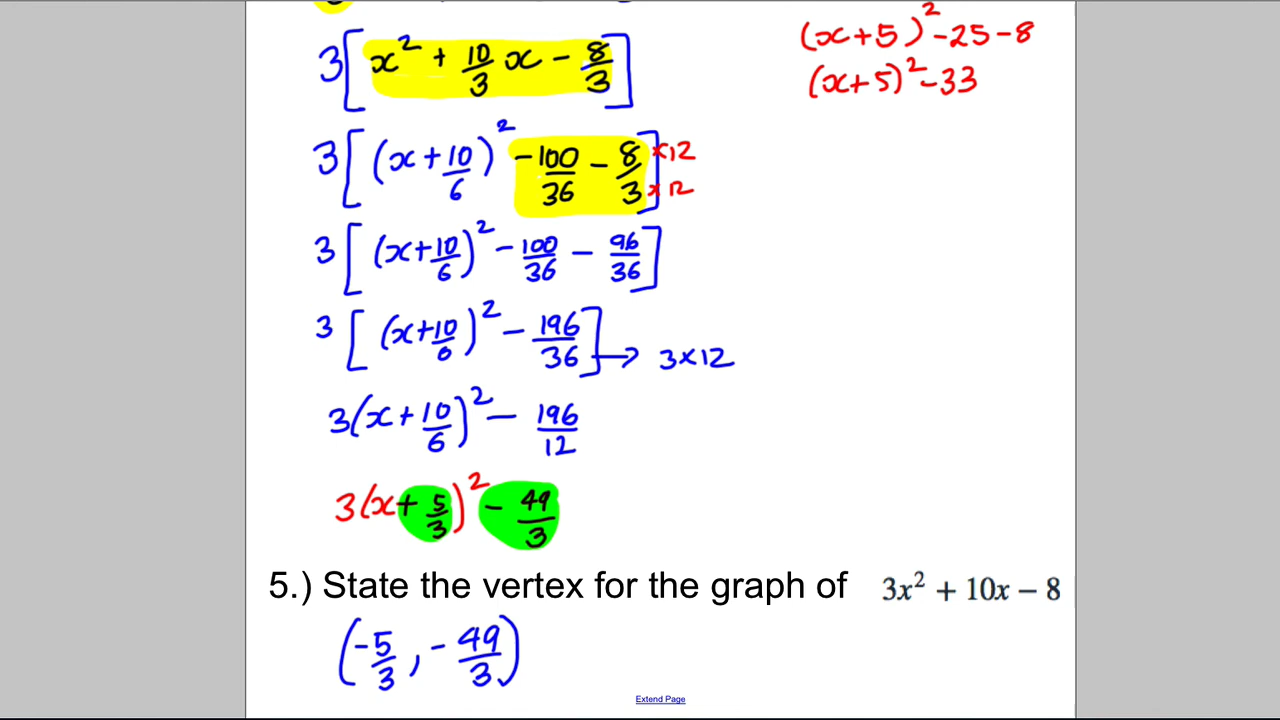 3[x² + 10/3 x − 8/3]
(x+5)² −25 −8
(x+5)² −33
3[(x + 10/6)² − 100/36 − 8/3] ×12 ×12
3[(x + 10/6)² − 100/36 − 96/36]
3[(x + 10/6)² − 196/36] → 3×12
3(x + 10/6)² − 196/12
3(x + 5/3)² − 49/3
5.) State the vertex for the graph of 3x² + 10x − 8
(−5/3, −49/3)
Extend Page